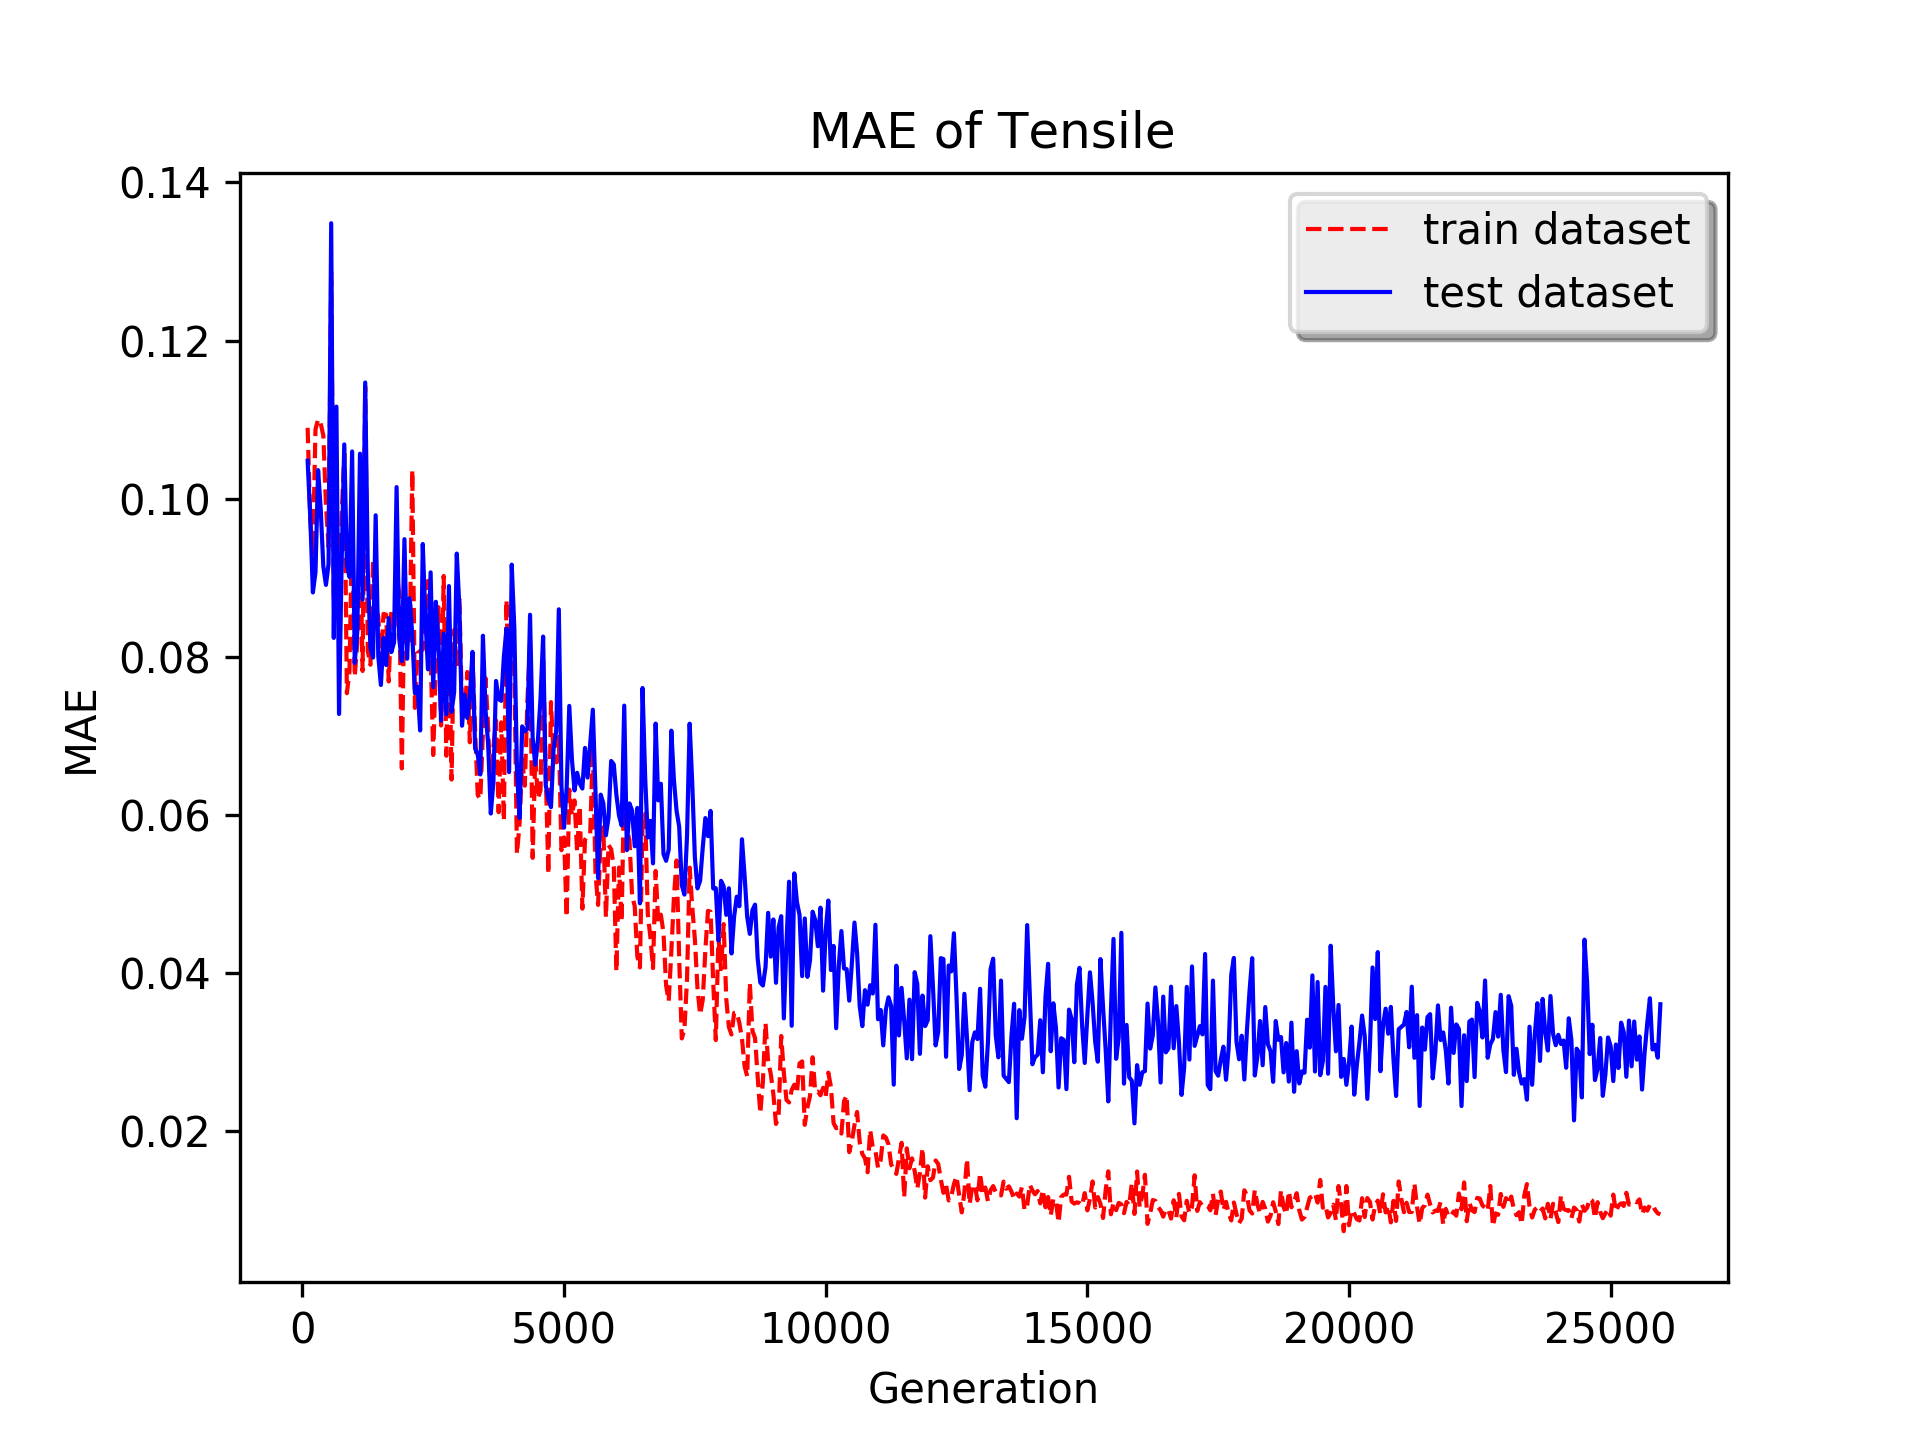 MAE of Tensile
train dataset
test dataset
MAE
0.14
0.12
0.10
0.08
0.06
0.04
0.02
0 5000 10000 15000 20000 25000
Generation